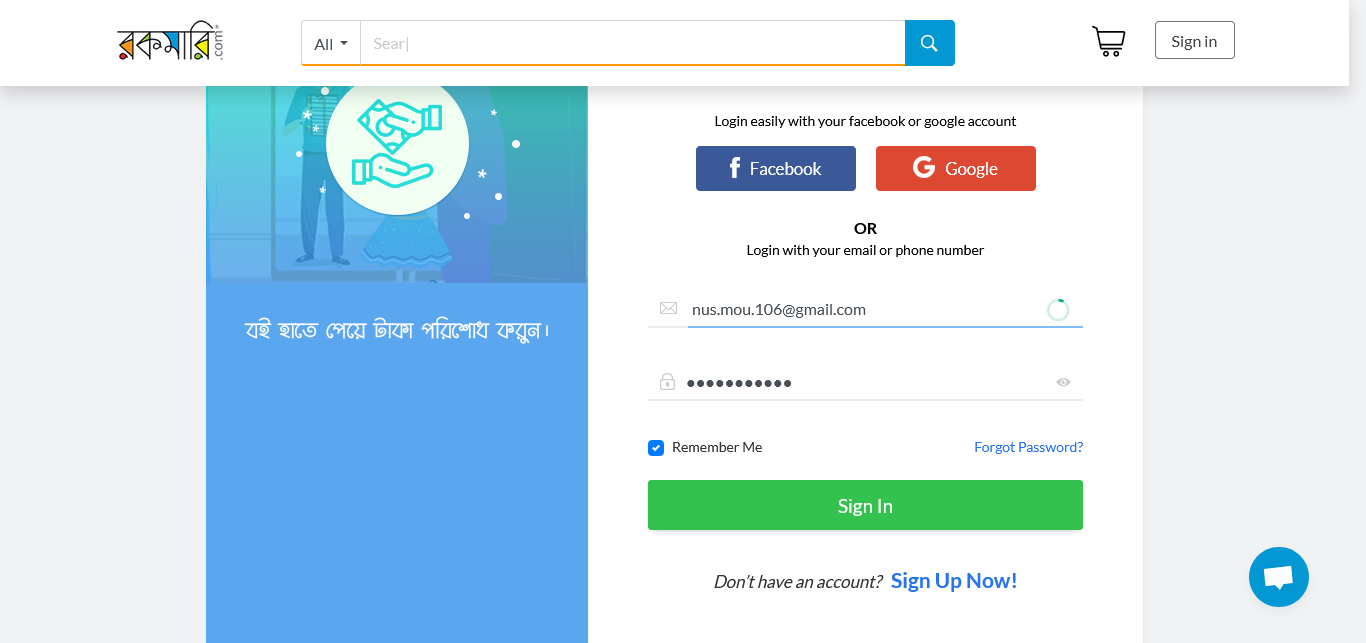 রকমারি.com
All
Sear
Sign in
Login easily with your facebook or google account
Facebook
Google
OR
Login with your email or phone number
nus.mou.106@gmail.com
বই হাতে পেয়ে টাকা পরিশোধ করুন।
Remember Me
Forgot Password?
Sign In
Don't have an account? Sign Up Now!